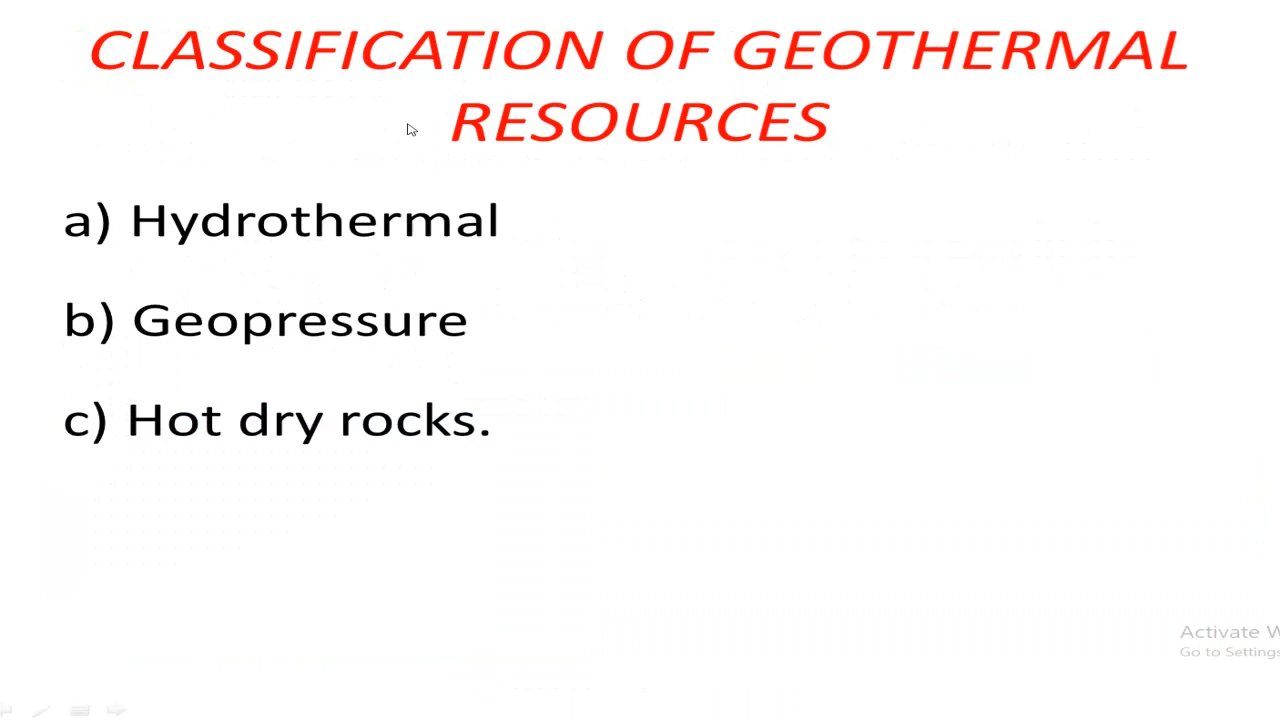 CLASSIFICATION OF GEOTHERMAL
RESOURCES
a) Hydrothermal
b) Geopressure
c) Hot dry rocks.
Activate W
Go to Settings